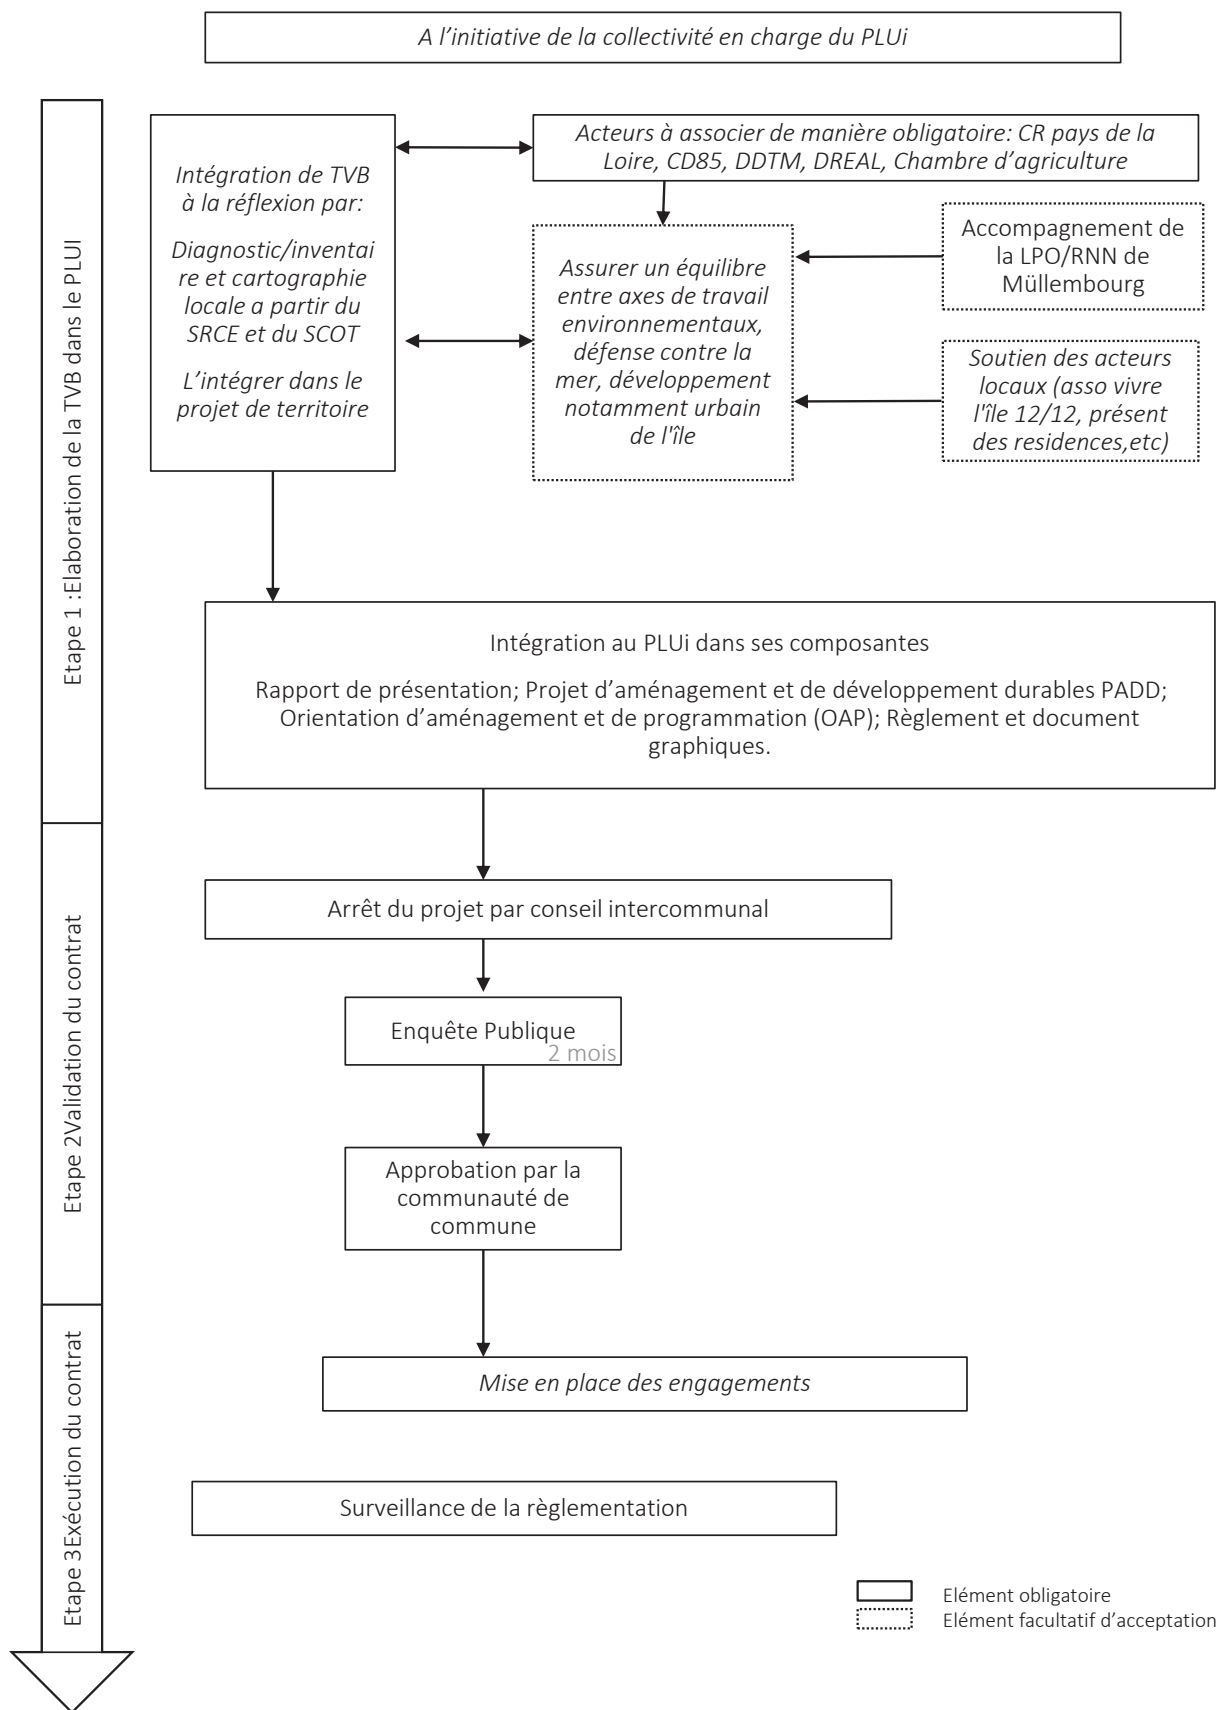 A l’initiative de la collectivité en charge du PLUi
Etape 1 :Elaboration de la TVB dans le PLUI
Intégration de TVB
à la réflexion par:
Diagnostic/inventai
re et cartographie
locale a partir du
SRCE et du SCOT
L’intégrer dans le
projet de territoire
Acteurs à associer de manière obligatoire: CR pays de la
Loire, CD85, DDTM, DREAL, Chambre d’agriculture
Assurer un équilibre
entre axes de travail
environnementaux,
défense contre la
mer, développement
notamment urbain
de l'île
Accompagnement de
la LPO/RNN de
Müllembourg
Soutien des acteurs
locaux (asso vivre
l'île 12/12, présent
des residences,etc)
Intégration au PLUi dans ses composantes
Rapport de présentation; Projet d’aménagement et de développement durables PADD;
Orientation d’aménagement et de programmation (OAP); Règlement et document
graphiques.
Etape 2Validation du contrat
Arrêt du projet par conseil intercommunal
Enquête Publique
2 mois
Approbation par la
communauté de
commune
Etape 3Exécution du contrat
Mise en place des engagements
Surveillance de la règlementation
Elément obligatoire
Elément facultatif d’acceptation